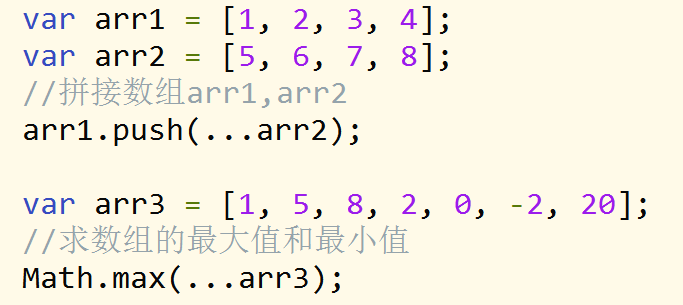 var arr1 = [1, 2, 3, 4];
var arr2 = [5, 6, 7, 8];
//拼接数组arr1,arr2
arr1.push(...arr2);
var arr3 = [1, 5, 8, 2, 0, -2, 20];
//求数组的最大值和最小值
Math.max(...arr3);